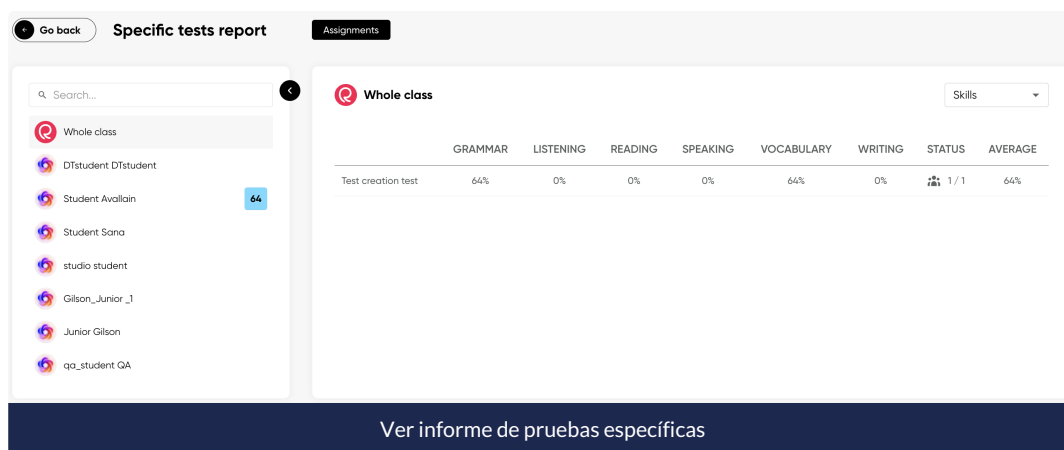 Go back
Specific tests report
Assignments
Search...
Whole class
DTstudent DTstudent
Student Avallain 64
Student Sana
studio student
Gilson_Junior _1
Junior Gilson
qa_student QA
Whole class
Skills
GRAMMAR LISTENING READING SPEAKING VOCABULARY WRITING STATUS AVERAGE
Test creation test 64% 0% 0% 0% 64% 0% 1 / 1 64%
Ver informe de pruebas específicas